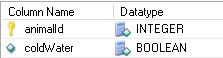 Column Name Datatype
animalId INTEGER
coldWater BOOLEAN